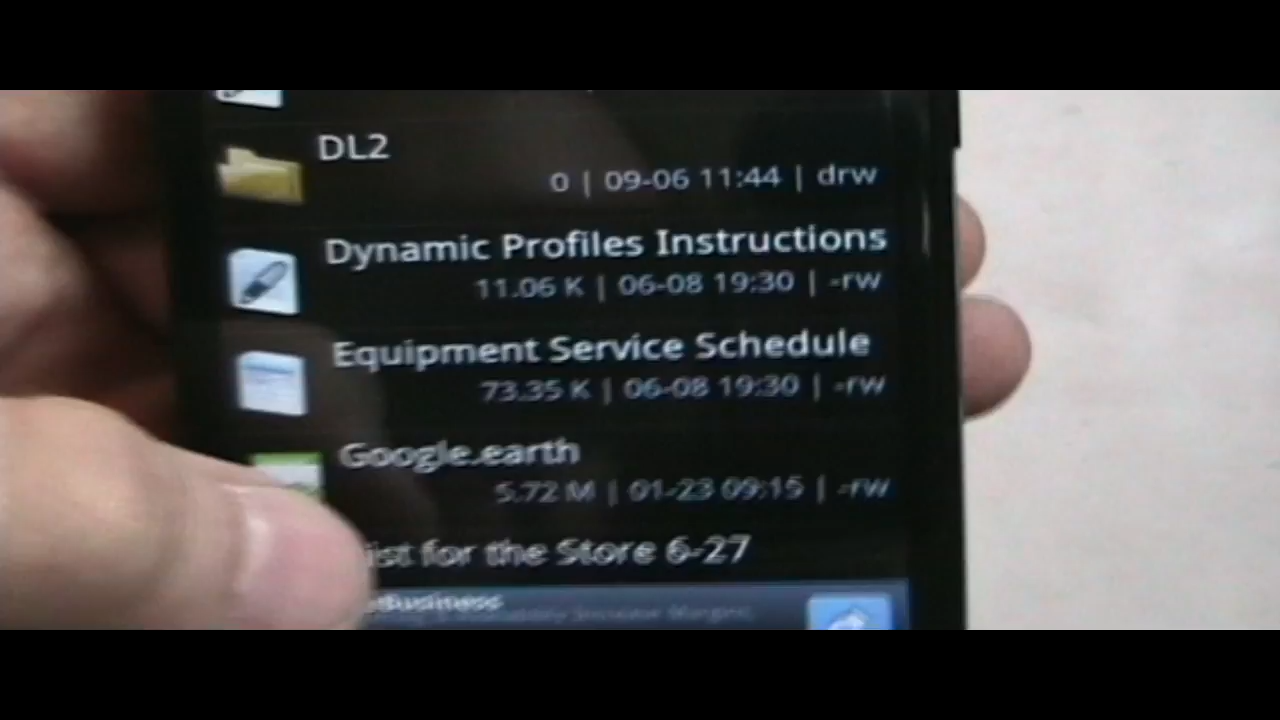 DL2
0 | 09-06 11:44 | drw
Dynamic Profiles Instructions
11.06 K | 06-08 19:30 | -rw
Equipment Service Schedule
73.35 K | 06-08 19:30 | -rw
Google.earth
5.72 M | 01-23 09:15 | -rw
ist for the Store 6-27
Business